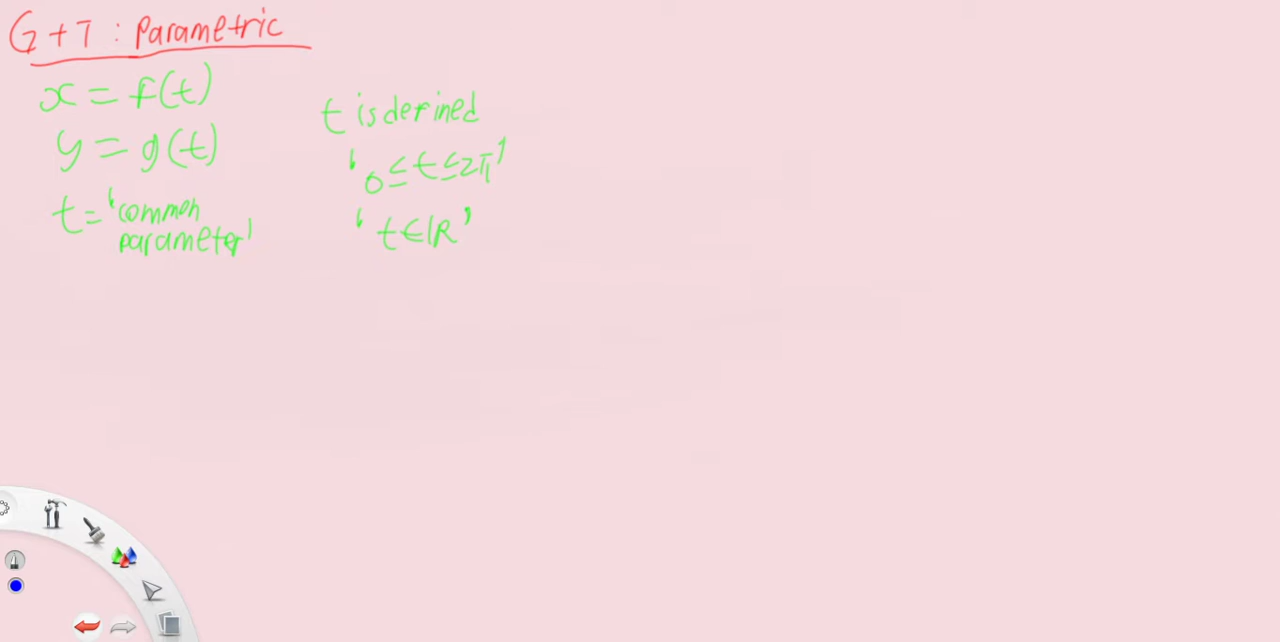 G+T : Parametric
x = f(t)
y = g(t)
t = 'common
parameter'
t is defined
'0≤t≤2π'
't∈ℝ'